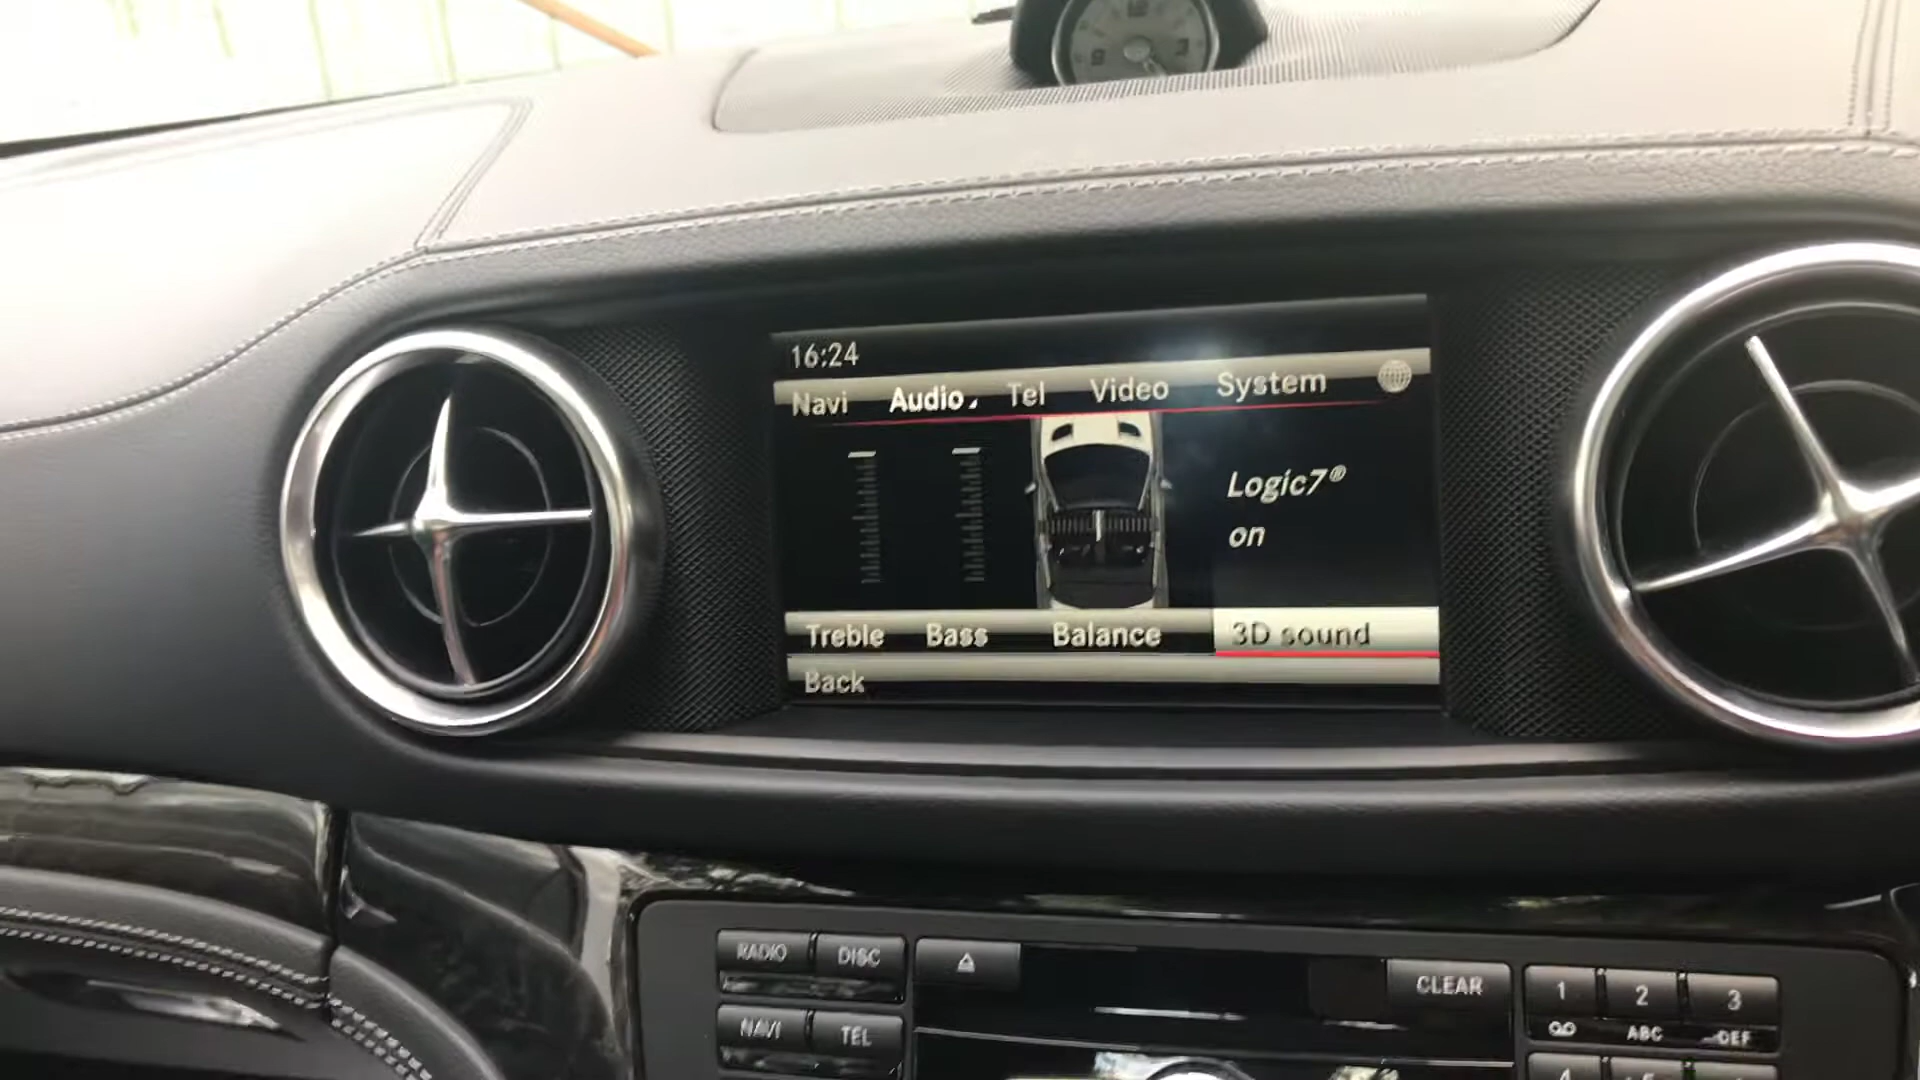 16:24
Navi Audio Tel Video System
Logic7®
on
Treble Bass Balance 3D sound
Back
RADIO DISC CLEAR 1 2 3
ABC DEF
NAVI TEL